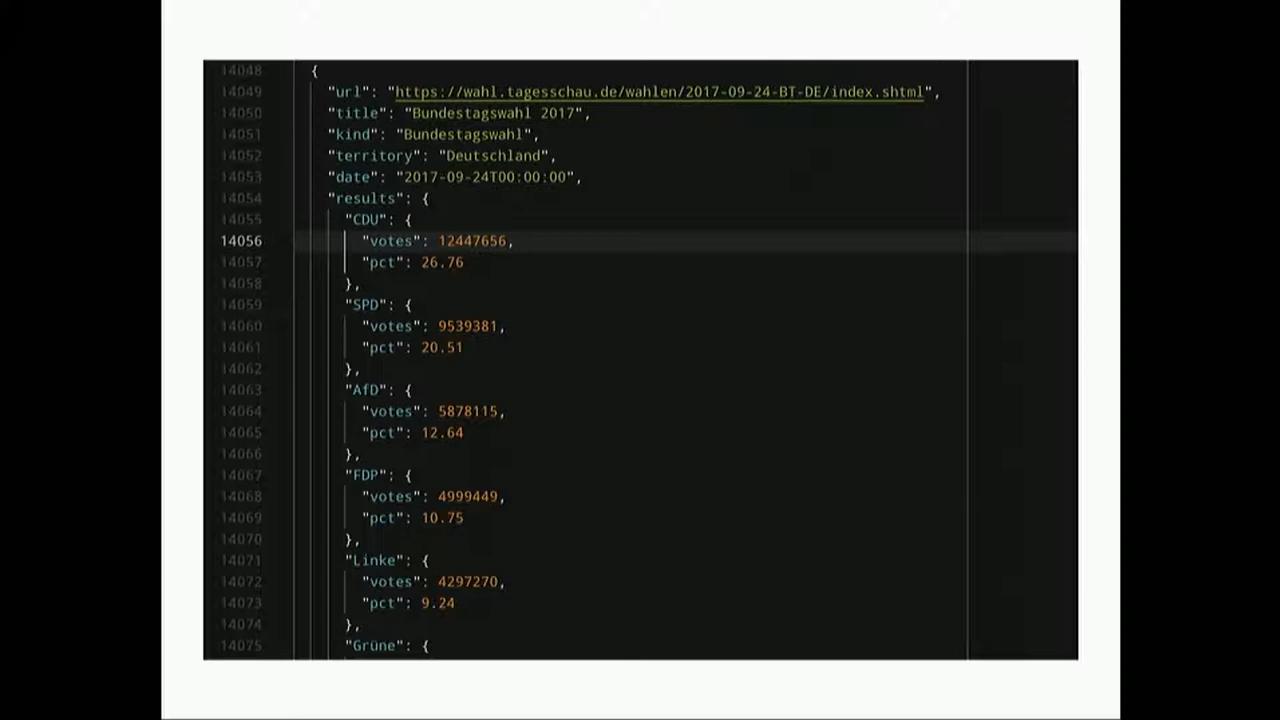 14048 {
14049 "url": "https://wahl.tagesschau.de/wahlen/2017-09-24-BT-DE/index.shtml",
14050 "title": "Bundestagswahl 2017",
14051 "kind": "Bundestagswahl",
14052 "territory": "Deutschland",
14053 "date": "2017-09-24T00:00:00",
14054 "results": {
14055 "CDU": {
14056 "votes": 12447656,
14057 "pct": 26.76
14058 },
14059 "SPD": {
14060 "votes": 9539381,
14061 "pct": 20.51
14062 },
14063 "AfD": {
14064 "votes": 5878115,
14065 "pct": 12.64
14066 },
14067 "FDP": {
14068 "votes": 4999449,
14069 "pct": 10.75
14070 },
14071 "Linke": {
14072 "votes": 4297270,
14073 "pct": 9.24
14074 },
14075 "Grüne": {